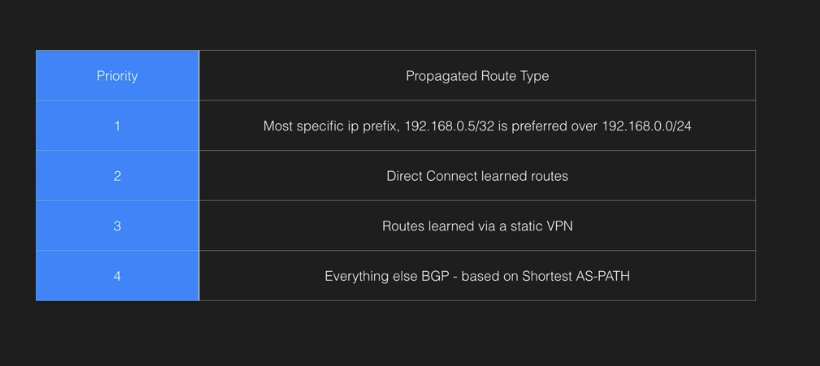 Priority
Propagated Route Type
1
Most specific ip prefix, 192.168.0.5/32 is preferred over 192.168.0.0/24
2
Direct Connect learned routes
3
Routes learned via a static VPN
4
Everything else BGP - based on Shortest AS-PATH